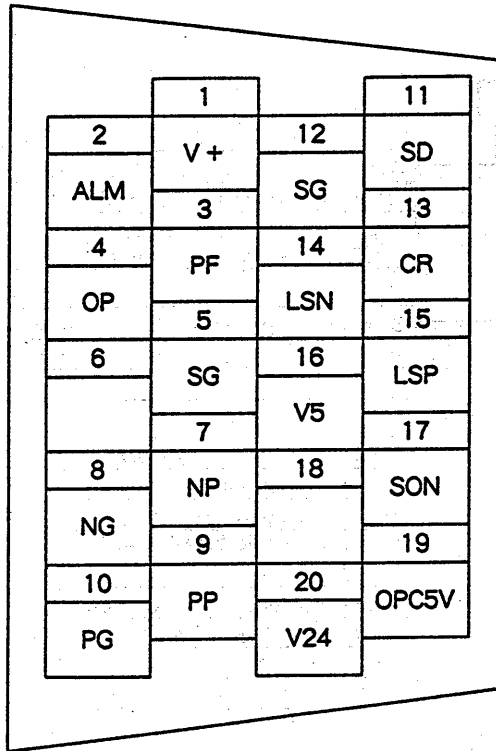 1 11
2 12
V + SD
ALM SG
3 13
4 14
PF CR
OP LSN
5 15
6 16
SG LSP
V5
7 17
8 18
NP SON
NG
9 19
10 20
PP OPC5V
PG V24